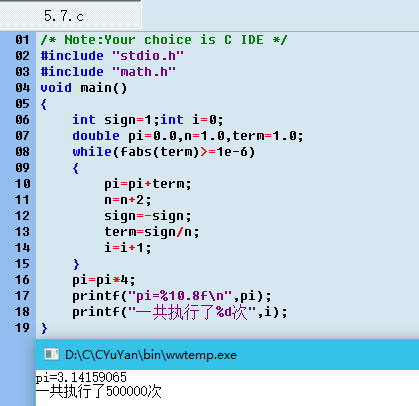 5.7.c
01 /* Note:Your choice is C IDE */
02 #include "stdio.h"
03 #include "math.h"
04 void main()
05 {
06     int sign=1;int i=0;
07     double pi=0.0,n=1.0,term=1.0;
08     while(fabs(term)>=1e-6)
09     {
10         pi=pi+term;
11         n=n+2;
12         sign=-sign;
13         term=sign/n;
14         i=i+1;
15     }
16     pi=pi*4;
17     printf("pi=%10.8f\n",pi);
18     printf("一共执行了%d次",i);
19 }
D:\C\CYuYan\bin\wwtemp.exe
pi=3.14159065
一共执行了500000次